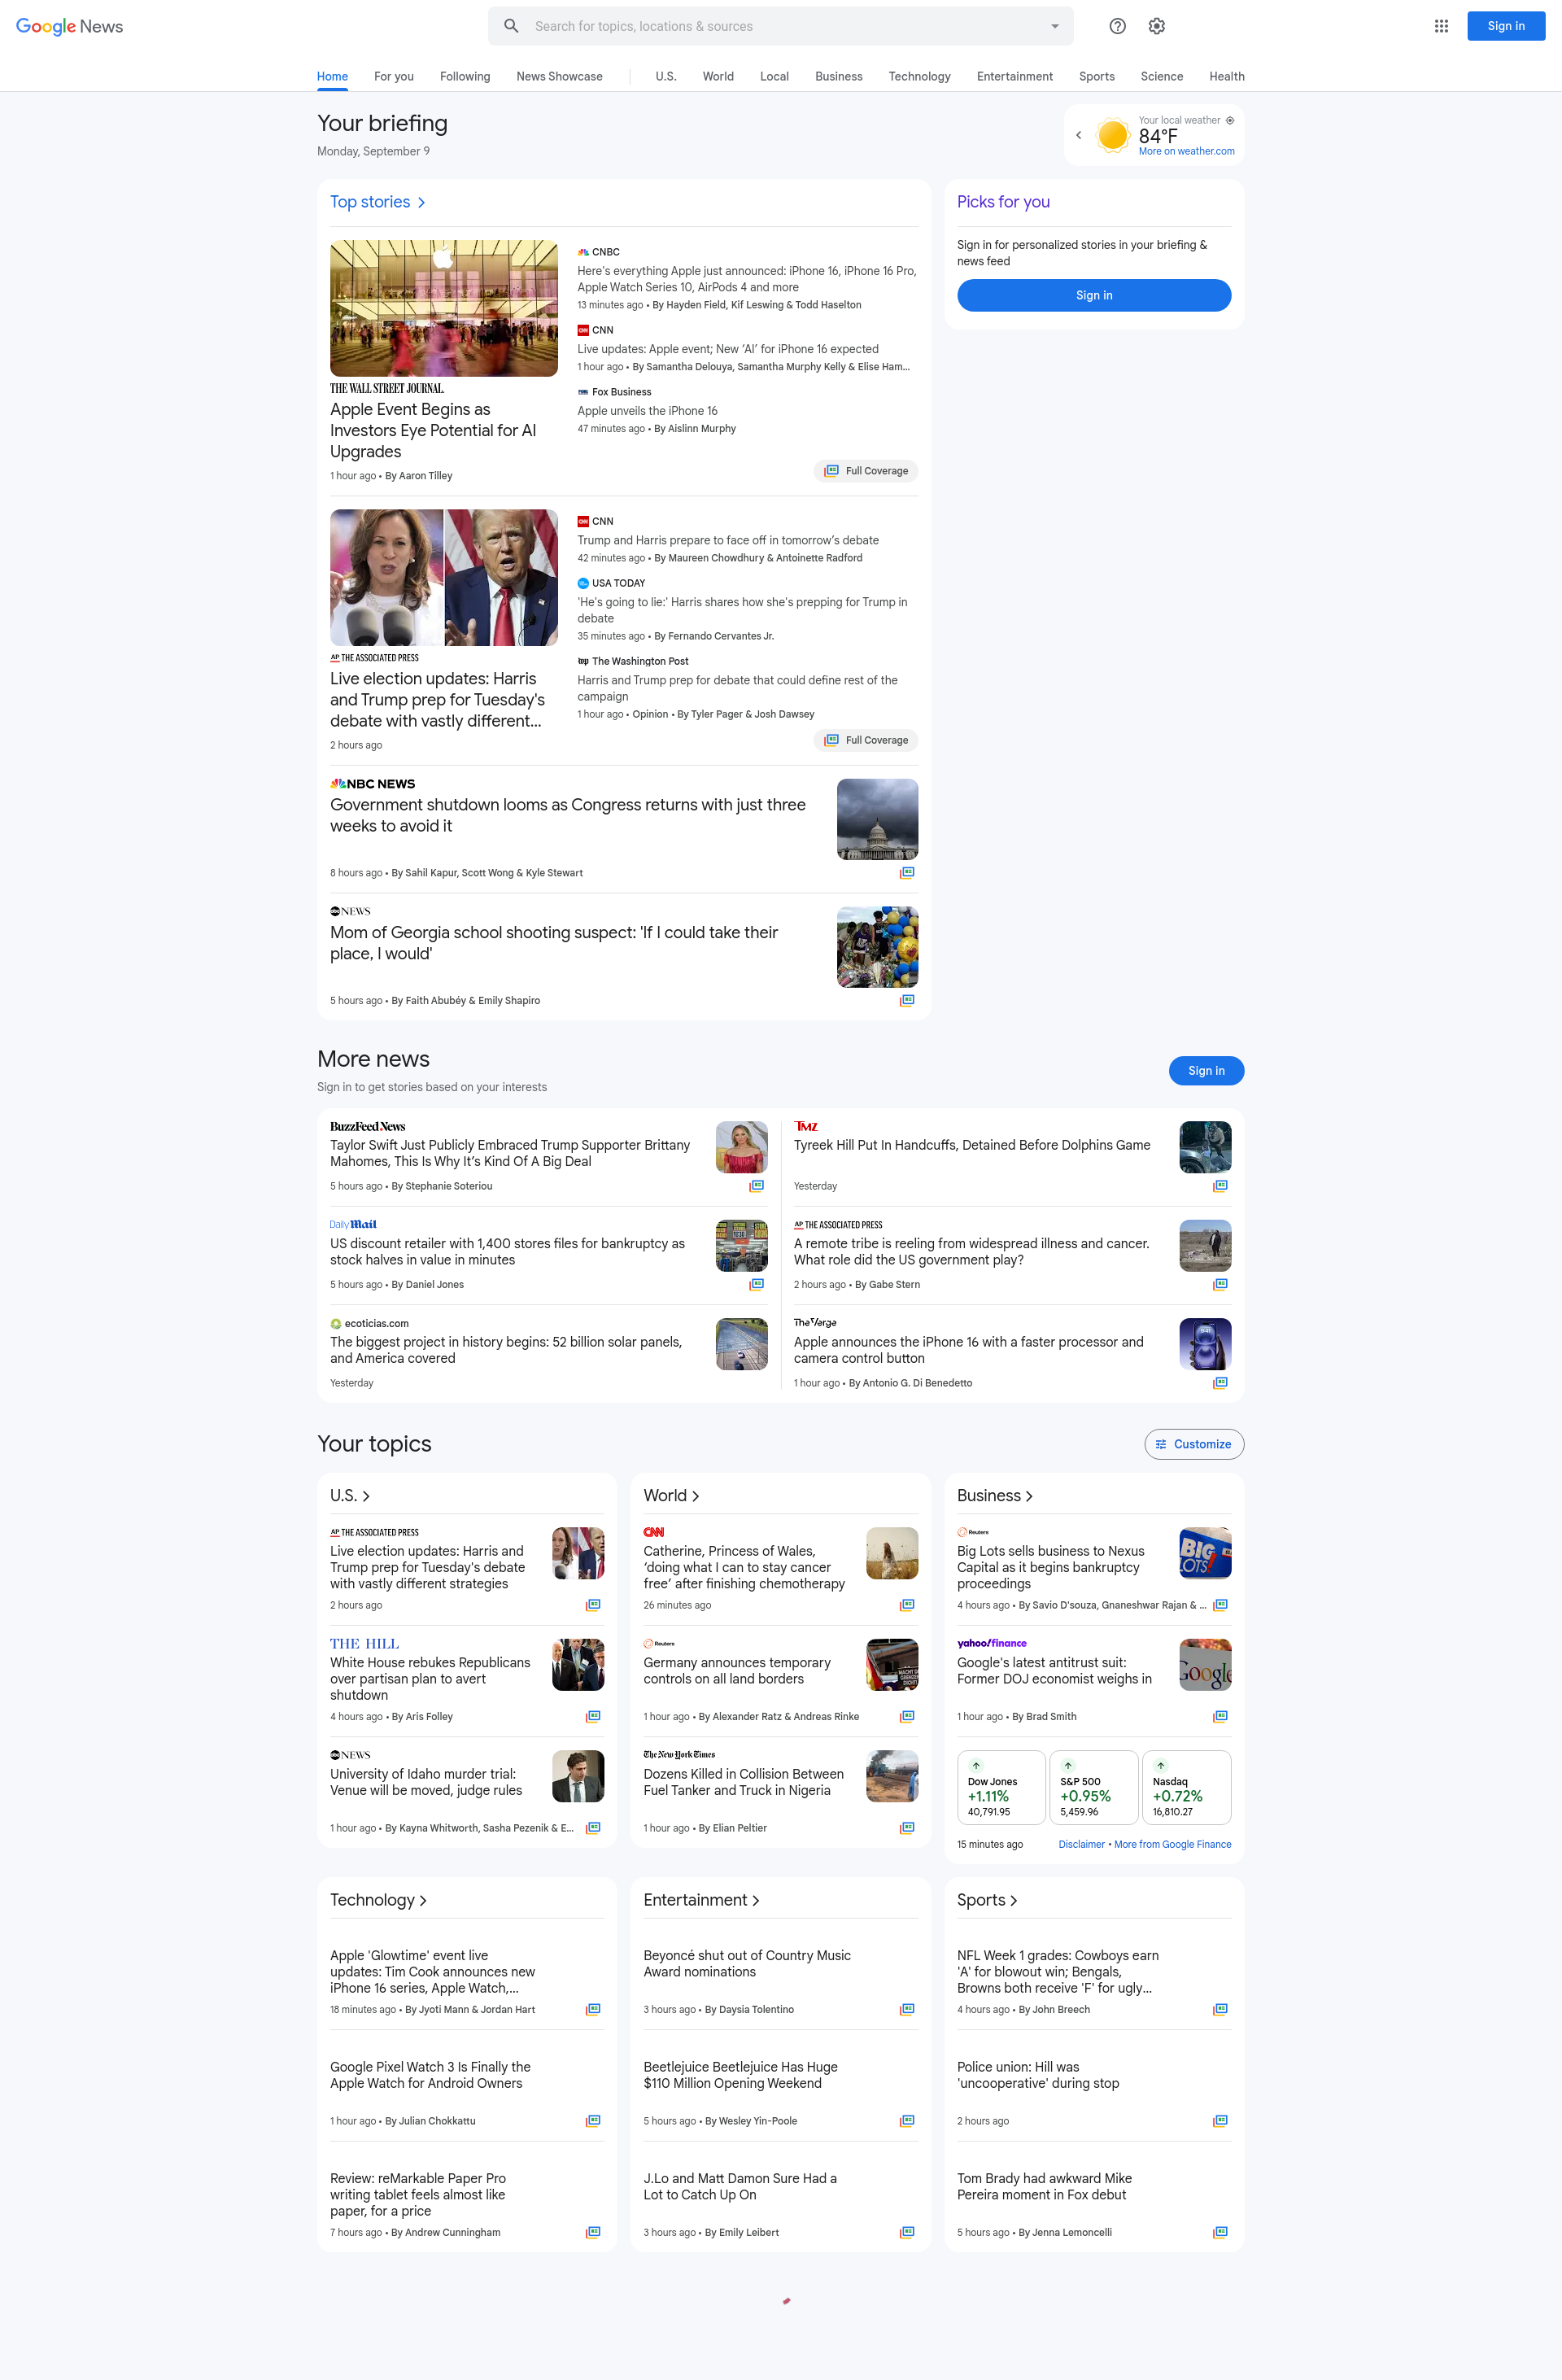 Google News
Search for topics, locations & sources
Sign in
Home
For you
Following
News Showcase
U.S.
World
Local
Business
Technology
Entertainment
Sports
Science
Health
Your briefing
Monday, September 9
Your local weather
84°F
More on weather.com
Top stories
THE WALL STREET JOURNAL.
Apple Event Begins as
Investors Eye Potential for AI
Upgrades
1 hour ago • By Aaron Tilley
CNBC
Here's everything Apple just announced: iPhone 16, iPhone 16 Pro,
Apple Watch Series 10, AirPods 4 and more
13 minutes ago • By Hayden Field, Kif Leswing & Todd Haselton
CNN
Live updates: Apple event; New ‘AI’ for iPhone 16 expected
1 hour ago • By Samantha Delouya, Samantha Murphy Kelly & Elise Ham…
Fox Business
Apple unveils the iPhone 16
47 minutes ago • By Aislinn Murphy
Full Coverage
Picks for you
Sign in for personalized stories in your briefing &
news feed
Sign in
AP THE ASSOCIATED PRESS
Live election updates: Harris
and Trump prep for Tuesday's
debate with vastly different…
2 hours ago
CNN
Trump and Harris prepare to face off in tomorrow’s debate
42 minutes ago • By Maureen Chowdhury & Antoinette Radford
USA TODAY
'He's going to lie:' Harris shares how she's prepping for Trump in
debate
35 minutes ago • By Fernando Cervantes Jr.
wp The Washington Post
Harris and Trump prep for debate that could define rest of the
campaign
1 hour ago • Opinion • By Tyler Pager & Josh Dawsey
Full Coverage
NBC NEWS
Government shutdown looms as Congress returns with just three
weeks to avoid it
8 hours ago • By Sahil Kapur, Scott Wong & Kyle Stewart
abc NEWS
Mom of Georgia school shooting suspect: 'If I could take their
place, I would'
5 hours ago • By Faith Abubéy & Emily Shapiro
More news
Sign in to get stories based on your interests
Sign in
BuzzFeed News
Taylor Swift Just Publicly Embraced Trump Supporter Brittany
Mahomes, This Is Why It’s Kind Of A Big Deal
5 hours ago • By Stephanie Soteriou
TMZ
Tyreek Hill Put In Handcuffs, Detained Before Dolphins Game
Yesterday
Daily Mail
US discount retailer with 1,400 stores files for bankruptcy as
stock halves in value in minutes
5 hours ago • By Daniel Jones
AP THE ASSOCIATED PRESS
A remote tribe is reeling from widespread illness and cancer.
What role did the US government play?
2 hours ago • By Gabe Stern
ecoticias.com
The biggest project in history begins: 52 billion solar panels,
and America covered
Yesterday
The Verge
Apple announces the iPhone 16 with a faster processor and
camera control button
1 hour ago • By Antonio G. Di Benedetto
Your topics
Customize
U.S.
AP THE ASSOCIATED PRESS
Live election updates: Harris and
Trump prep for Tuesday's debate
with vastly different strategies
2 hours ago
THE HILL
White House rebukes Republicans
over partisan plan to avert
shutdown
4 hours ago • By Aris Folley
abc NEWS
University of Idaho murder trial:
Venue will be moved, judge rules
1 hour ago • By Kayna Whitworth, Sasha Pezenik & E…
World
CNN
Catherine, Princess of Wales,
‘doing what I can to stay cancer
free’ after finishing chemotherapy
26 minutes ago
Reuters
Germany announces temporary
controls on all land borders
1 hour ago • By Alexander Ratz & Andreas Rinke
The New York Times
Dozens Killed in Collision Between
Fuel Tanker and Truck in Nigeria
1 hour ago • By Elian Peltier
Business
Reuters
Big Lots sells business to Nexus
Capital as it begins bankruptcy
proceedings
BIG
LOTS!
4 hours ago • By Savio D'souza, Gnaneshwar Rajan & …
yahoo!finance
Google's latest antitrust suit:
Former DOJ economist weighs in
Google
1 hour ago • By Brad Smith
Dow Jones
+1.11%
40,791.95
S&P 500
+0.95%
5,459.96
Nasdaq
+0.72%
16,810.27
15 minutes ago
Disclaimer • More from Google Finance
Technology
Apple 'Glowtime' event live
updates: Tim Cook announces new
iPhone 16 series, Apple Watch,…
18 minutes ago • By Jyoti Mann & Jordan Hart
Google Pixel Watch 3 Is Finally the
Apple Watch for Android Owners
1 hour ago • By Julian Chokkattu
Review: reMarkable Paper Pro
writing tablet feels almost like
paper, for a price
7 hours ago • By Andrew Cunningham
Entertainment
Beyoncé shut out of Country Music
Award nominations
3 hours ago • By Daysia Tolentino
Beetlejuice Beetlejuice Has Huge
$110 Million Opening Weekend
5 hours ago • By Wesley Yin-Poole
J.Lo and Matt Damon Sure Had a
Lot to Catch Up On
3 hours ago • By Emily Leibert
Sports
NFL Week 1 grades: Cowboys earn
'A' for blowout win; Bengals,
Browns both receive 'F' for ugly…
4 hours ago • By John Breech
Police union: Hill was
'uncooperative' during stop
2 hours ago
Tom Brady had awkward Mike
Pereira moment in Fox debut
5 hours ago • By Jenna Lemoncelli